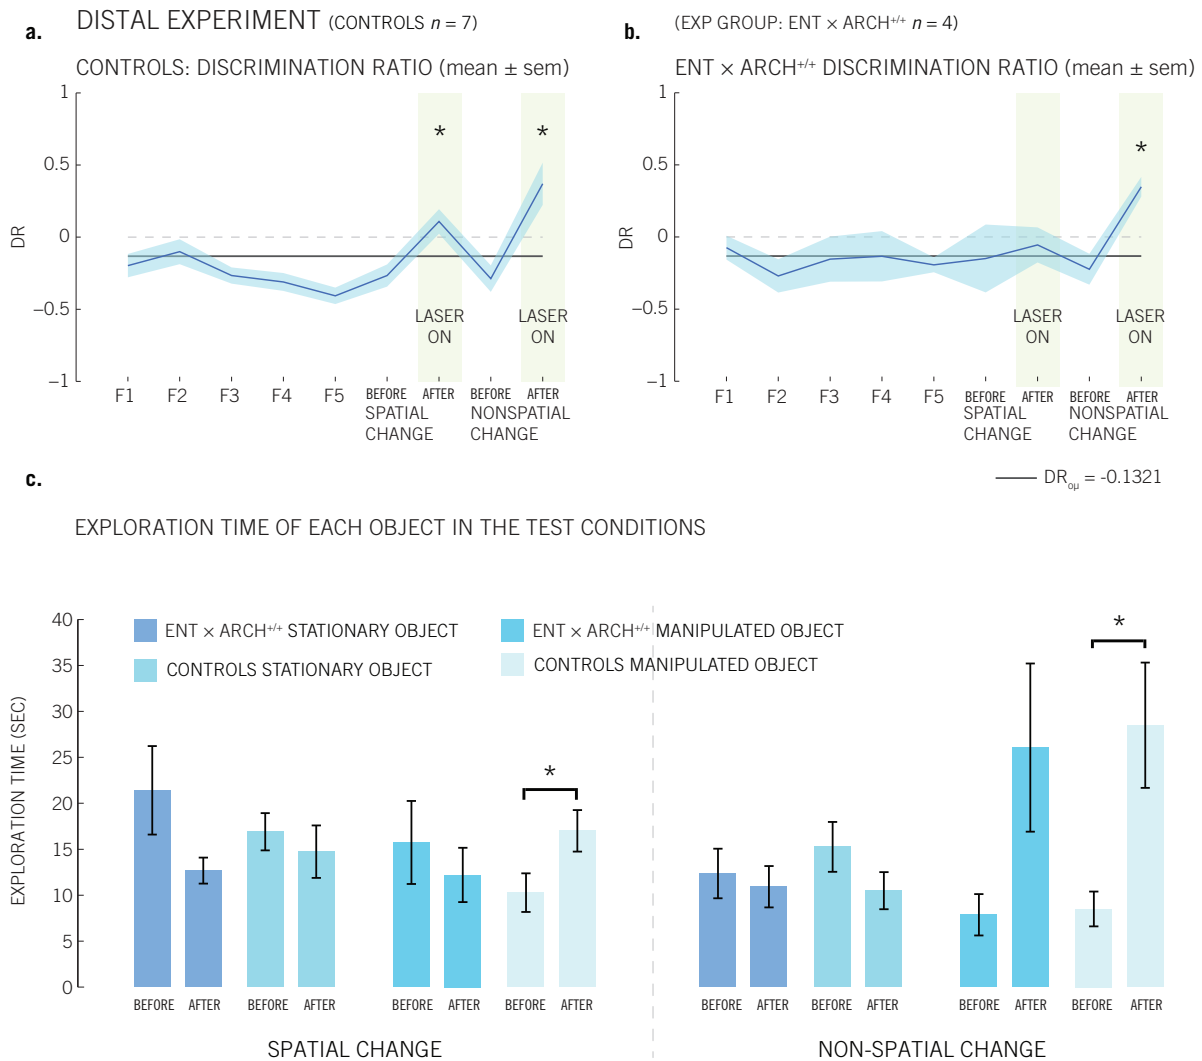 a.
DISTAL EXPERIMENT (CONTROLS n = 7)
CONTROLS: DISCRIMINATION RATIO (mean ± sem)
1
0.5
0
−0.5
−1
DR
*
*
LASER
ON
LASER
ON
F1
F2
F3
F4
F5
BEFORE
AFTER
BEFORE
AFTER
SPATIAL
CHANGE
NONSPATIAL
CHANGE
b.
(EXP GROUP: ENT × ARCH+/+ n = 4)
ENT × ARCH+/+ DISCRIMINATION RATIO (mean ± sem)
1
0.5
0
−0.5
−1
DR
*
LASER
ON
LASER
ON
F1
F2
F3
F4
F5
BEFORE
AFTER
BEFORE
AFTER
SPATIAL
CHANGE
NONSPATIAL
CHANGE
DRoμ = -0.1321
c.
EXPLORATION TIME OF EACH OBJECT IN THE TEST CONDITIONS
ENT × ARCH+/+ STATIONARY OBJECT
ENT × ARCH+/+ MANIPULATED OBJECT
CONTROLS STATIONARY OBJECT
CONTROLS MANIPULATED OBJECT
EXPLORATION TIME (SEC)
40
35
30
25
20
15
10
5
0
*
*
BEFORE
AFTER
BEFORE
AFTER
BEFORE
AFTER
BEFORE
AFTER
BEFORE
AFTER
BEFORE
AFTER
BEFORE
AFTER
BEFORE
AFTER
SPATIAL CHANGE
NON-SPATIAL CHANGE